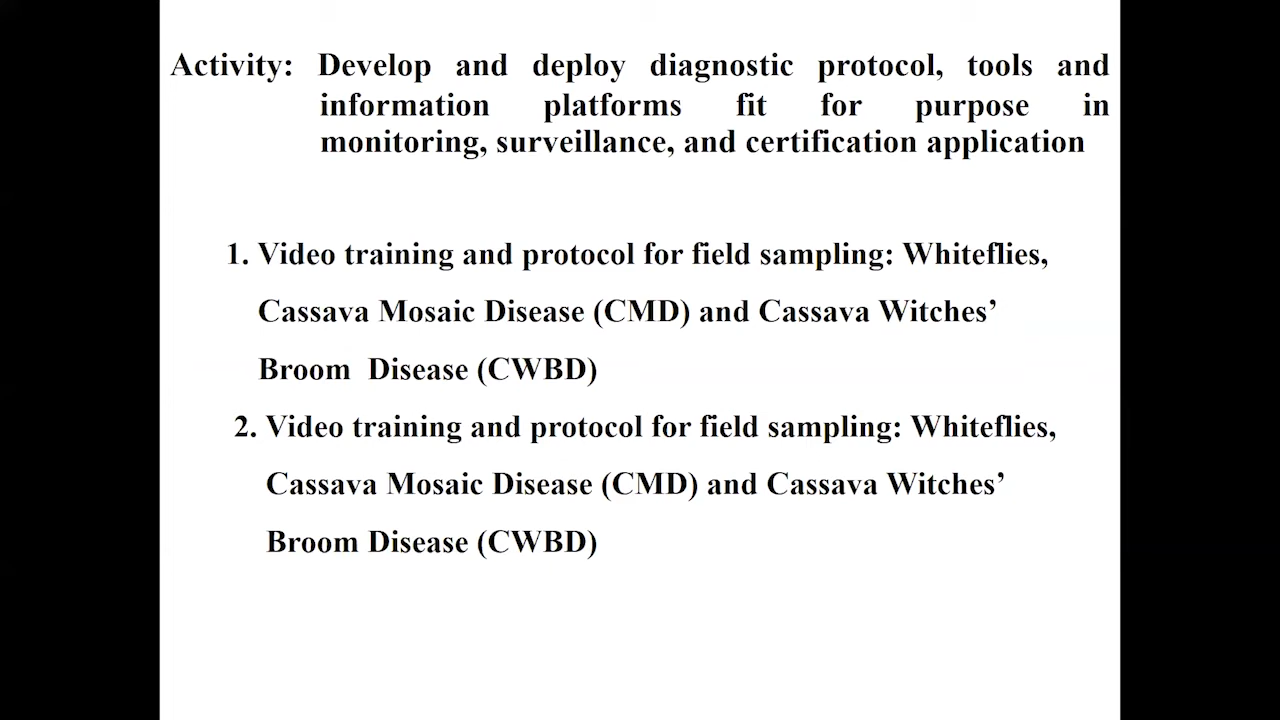 Activity: Develop and deploy diagnostic protocol, tools and
information platforms fit for purpose in
monitoring, surveillance, and certification application
1. Video training and protocol for field sampling: Whiteflies,
Cassava Mosaic Disease (CMD) and Cassava Witches’
Broom Disease (CWBD)
2. Video training and protocol for field sampling: Whiteflies,
Cassava Mosaic Disease (CMD) and Cassava Witches’
Broom Disease (CWBD)